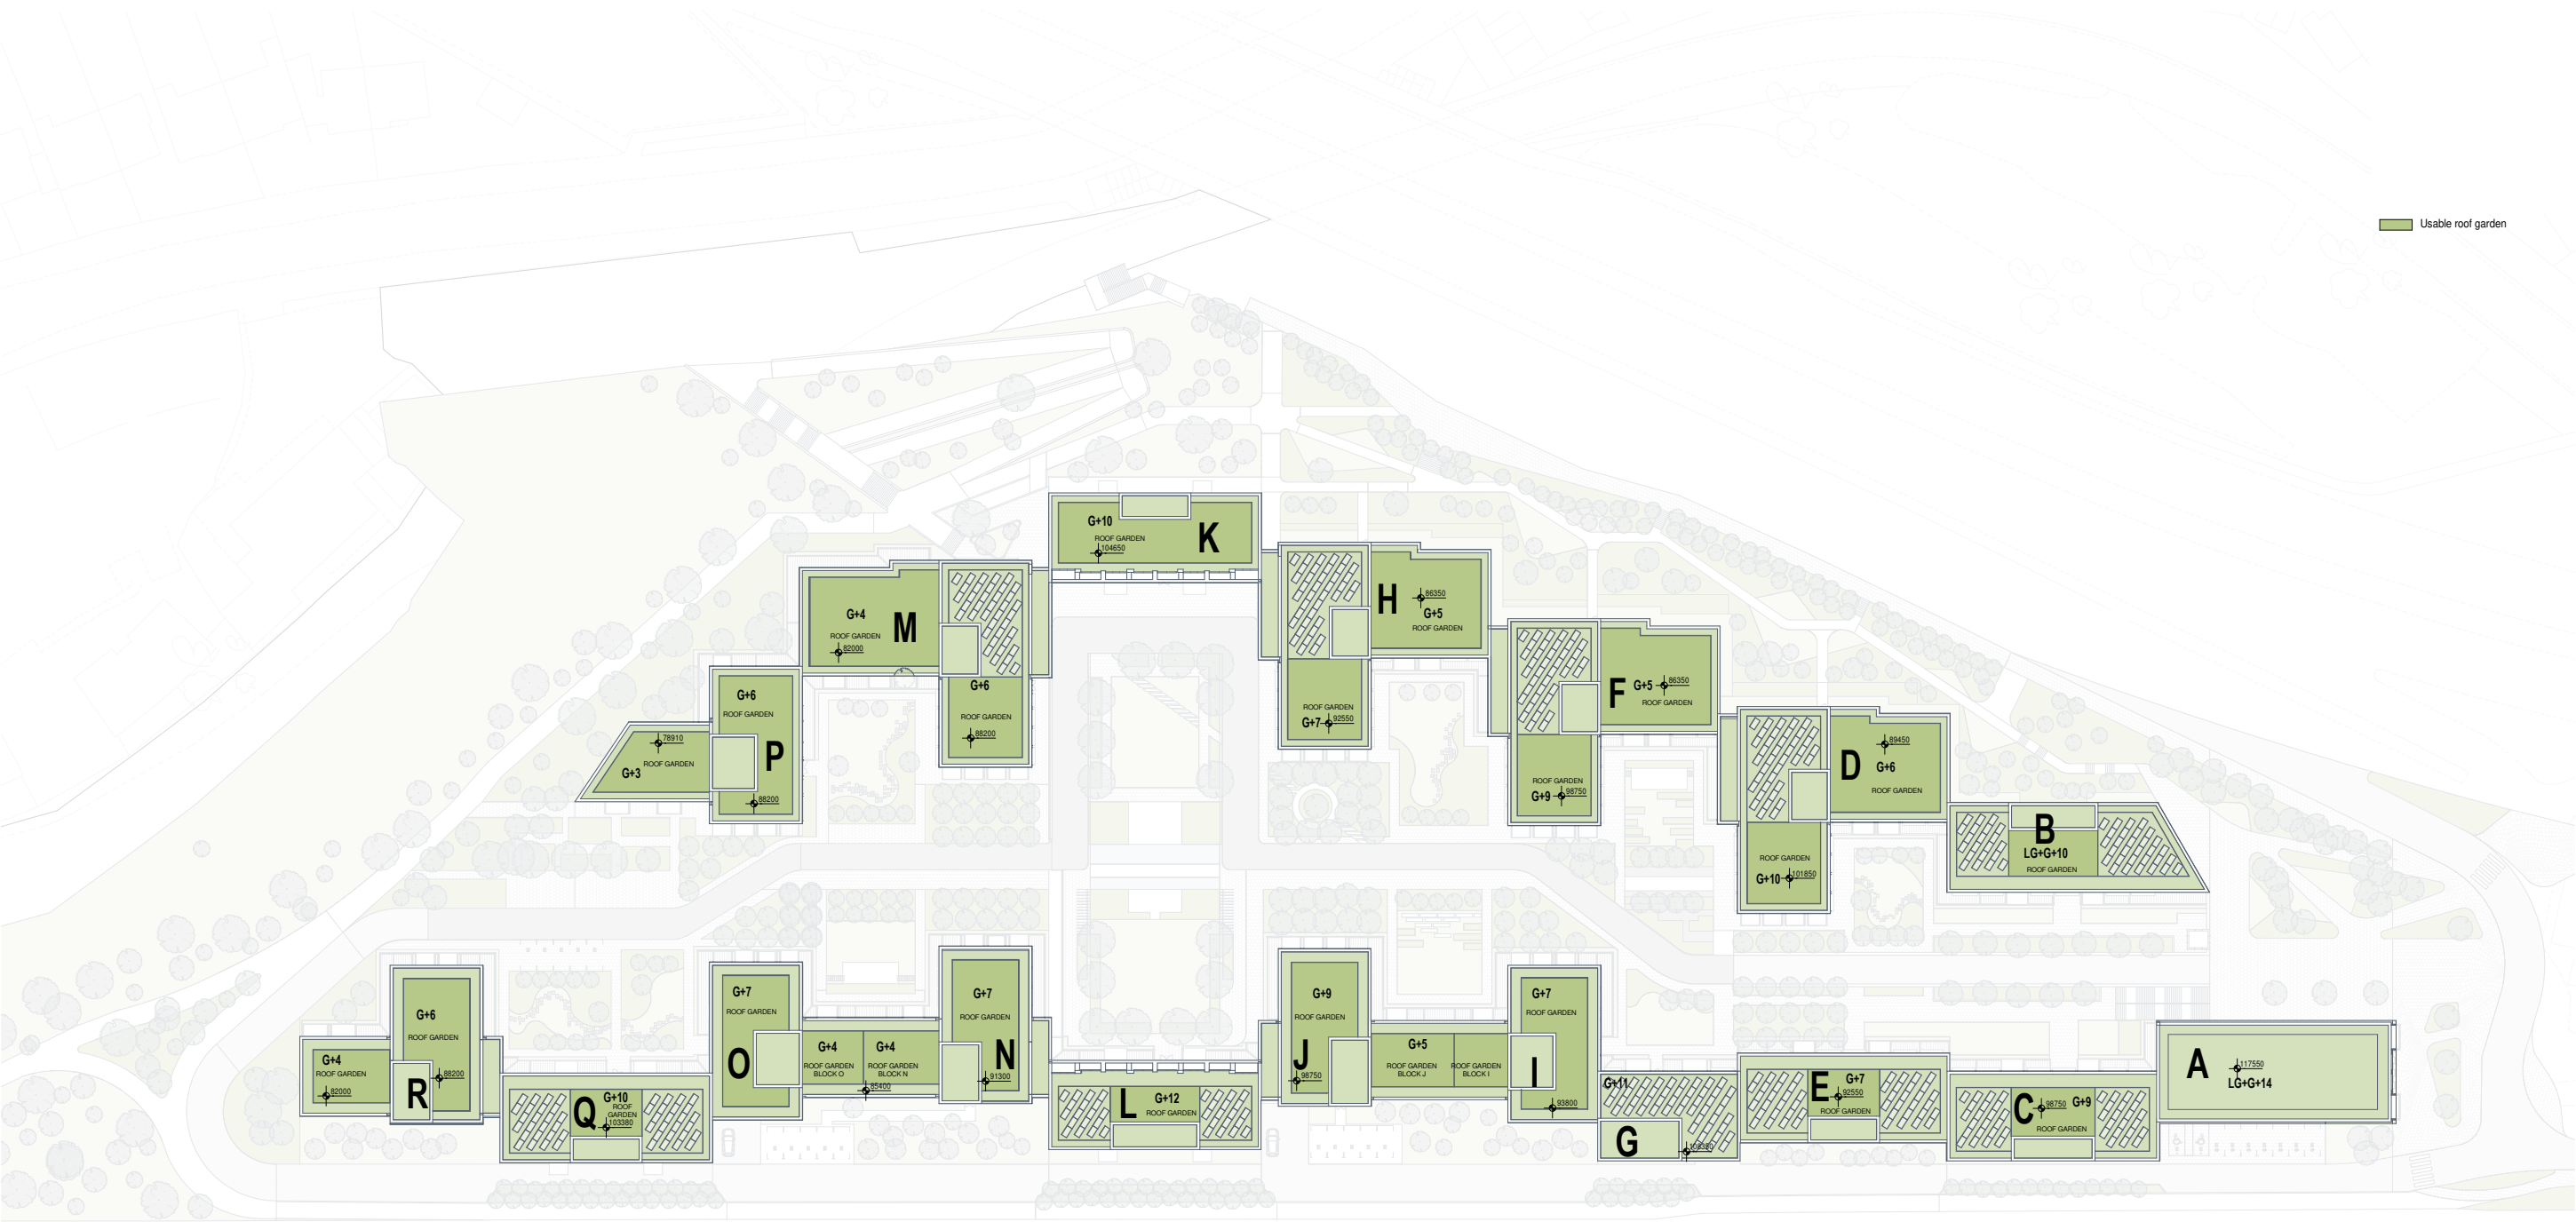 Usable roof garden
G+10
K
ROOF GARDEN
104650
G+4
M
ROOF GARDEN
82000
G+6
ROOF GARDEN
88200
H
86350
G+5
ROOF GARDEN
ROOF GARDEN
G+7
92550
F
G+5
86350
ROOF GARDEN
ROOF GARDEN
G+9
98750
G+6
ROOF GARDEN
P
78910
ROOF GARDEN
G+3
88200
D
89450
G+6
ROOF GARDEN
ROOF GARDEN
G+10
101850
B
LG+G+10
ROOF GARDEN
G+6
ROOF GARDEN
G+4
ROOF GARDEN
82000
R
88200
Q
G+10
ROOF
GARDEN
103380
G+7
ROOF GARDEN
O
G+4
ROOF GARDEN
BLOCK O
G+4
ROOF GARDEN
BLOCK N
85400
G+7
ROOF GARDEN
N
91300
L
G+12
ROOF GARDEN
G+9
ROOF GARDEN
J
98750
G+5
ROOF GARDEN
BLOCK J
ROOF GARDEN
BLOCK I
G+7
ROOF GARDEN
I
93800
G+11
G
E
G+7
92550
ROOF GARDEN
C
98750
G+9
ROOF GARDEN
A
117550
LG+G+14